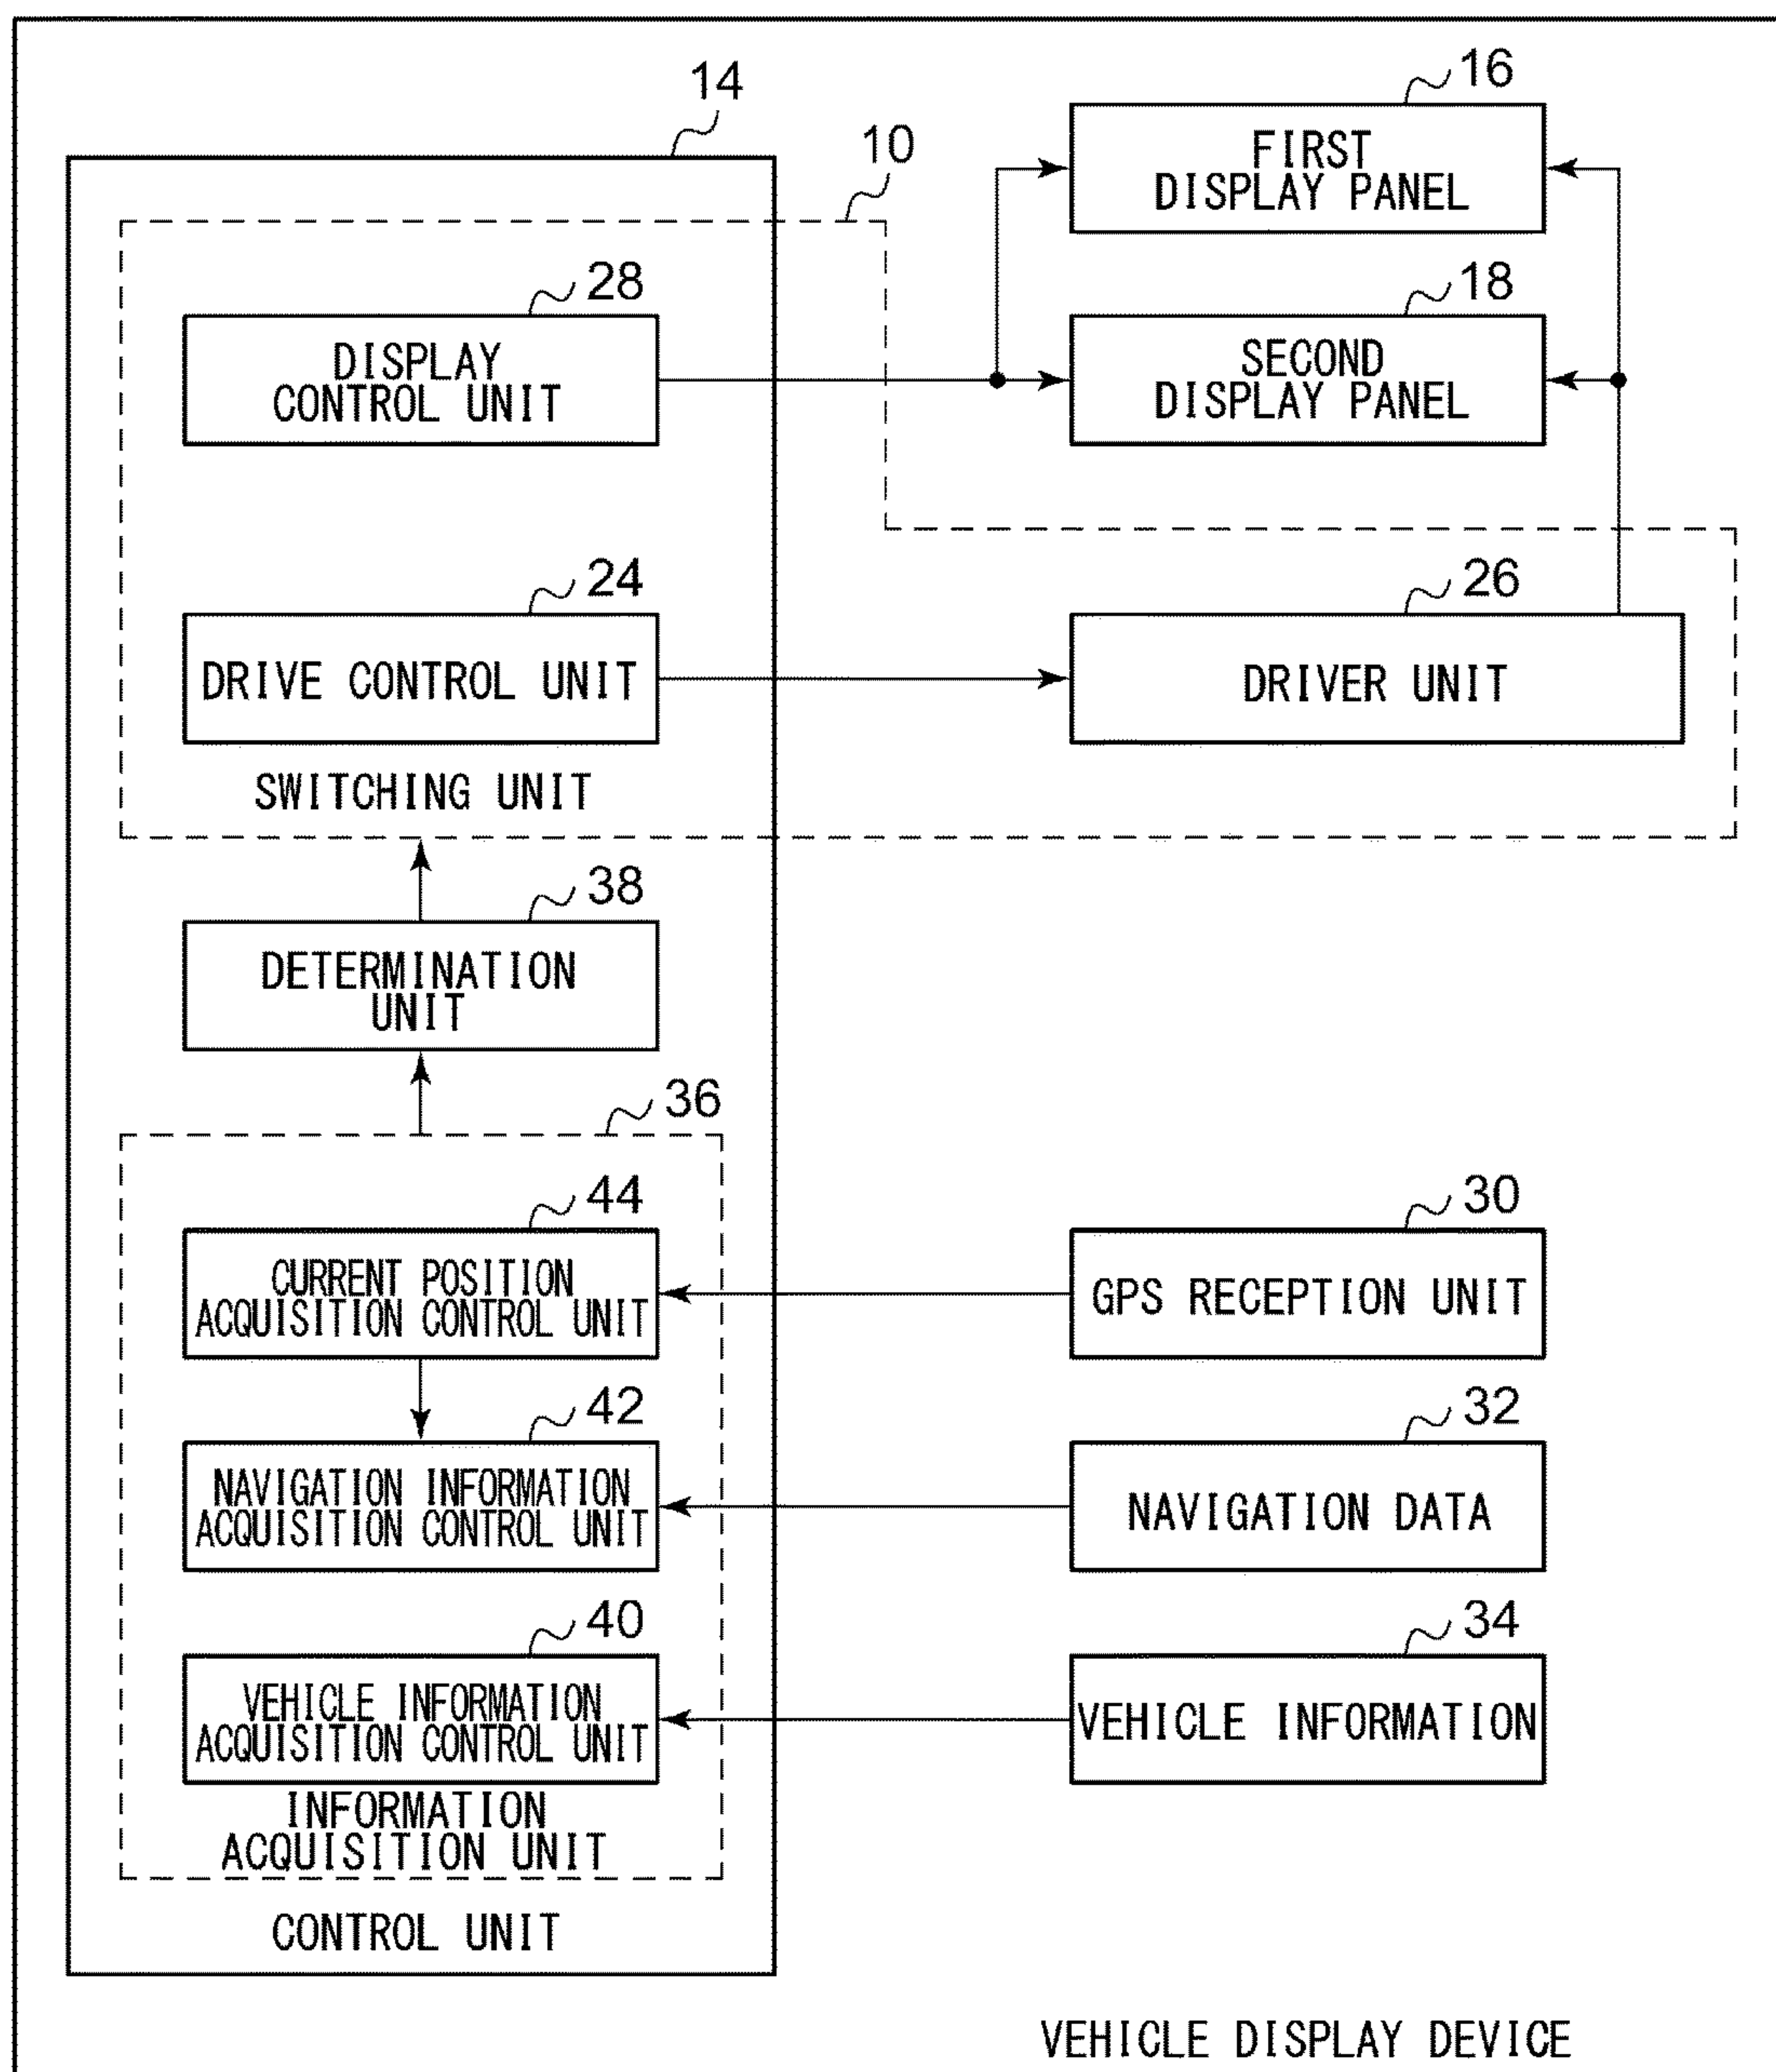 14
10
16
FIRST
DISPLAY PANEL
28
DISPLAY
CONTROL UNIT
18
SECOND
DISPLAY PANEL
24
DRIVE CONTROL UNIT
26
DRIVER UNIT
SWITCHING UNIT
38
DETERMINATION
UNIT
36
44
CURRENT POSITION
ACQUISITION CONTROL UNIT
30
GPS RECEPTION UNIT
42
NAVIGATION INFORMATION
ACQUISITION CONTROL UNIT
32
NAVIGATION DATA
40
VEHICLE INFORMATION
ACQUISITION CONTROL UNIT
34
VEHICLE INFORMATION
INFORMATION
ACQUISITION UNIT
CONTROL UNIT
VEHICLE DISPLAY DEVICE